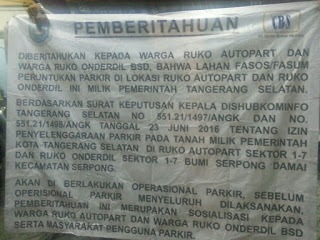 PEMBERITAHUAN
DIBERITAHUKAN KEPADA WARGA RUKO AUTOPART DAN
WARGA RUKO ONDERDIL BSD, BAHWA LAHAN FASOS/FASUM
PERUNTUKAN PARKIR DI LOKASI RUKO AUTOPART DAN RUKO
ONDERDIL INI MILIK PEMERINTAH TANGERANG SELATAN.
BERDASARKAN SURAT KEPUTUSAN KEPALA DISHUBKOMINFO
TANGERANG SELATAN NO 551.21/1497/ANGK DAN NO.
551.21/1498/ANGK TANGGAL 23 JUNI 2016 TENTANG IZIN
PENYELENGGARAAN PARKIR PADA TANAH MILIK PEMERINTAH
KOTA TANGERANG SELATAN DI RUKO AUTOPART SEKTOR 1-7
DAN RUKO ONDERDIL SEKTOR 1-7 BUMI SERPONG DAMAI
KECAMATAN SERPONG.
AKAN DI BERLAKUKAN OPERASIONAL PARKIR, SEBELUM
OPERISIONAL PARKIR MENYELURUH DILAKSANAKAN,
PEMBERITAHUAN INI MERUPAKAN SOSIALISASI KEPADA
WARGA RUKO AUTOPART DAN WARGA RUKO ONDERDIL BSD
SERTA MASYARAKAT PENGGUNA PARKIR.